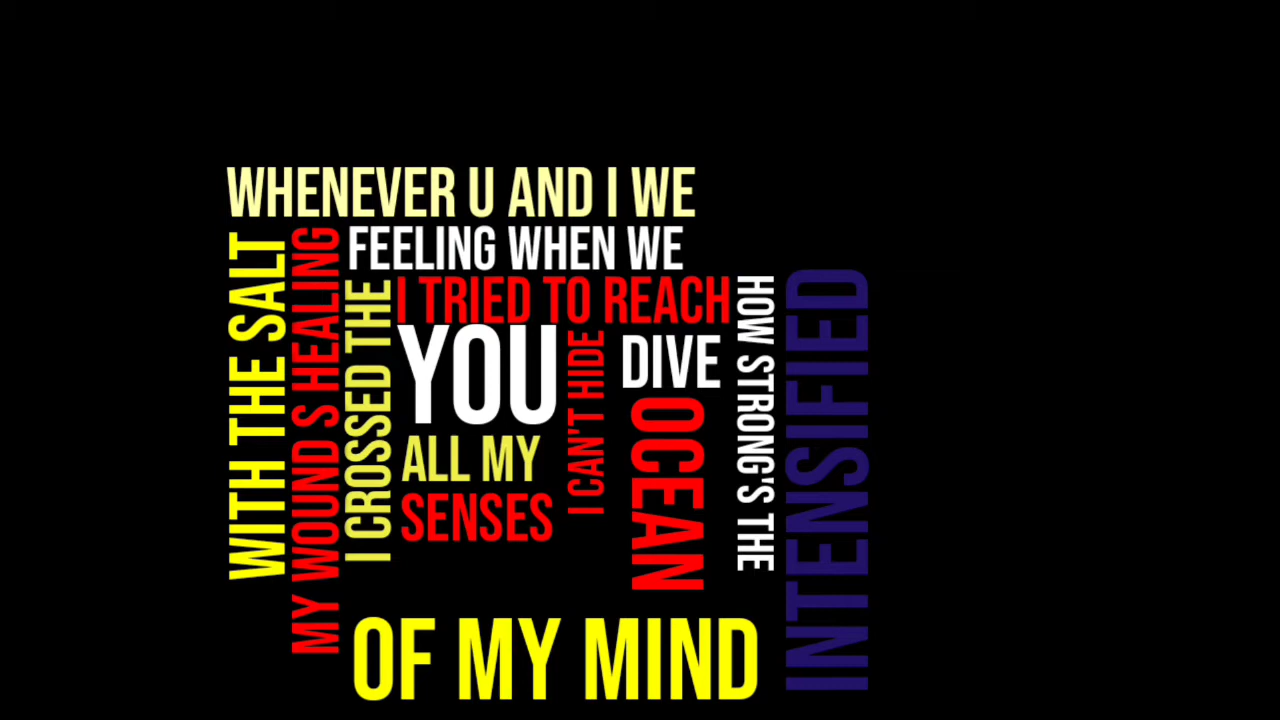 WHENEVER U AND I WE
WITH THE SALT
MY WOUND S HEALING
FEELING WHEN WE
I CROSSED THE
I TRIED TO REACH
YOU
I CAN'T HIDE
DIVE
ALL MY
SENSES
OCEAN
HOW STRONG'S THE
INTENSIFIED
OF MY MIND